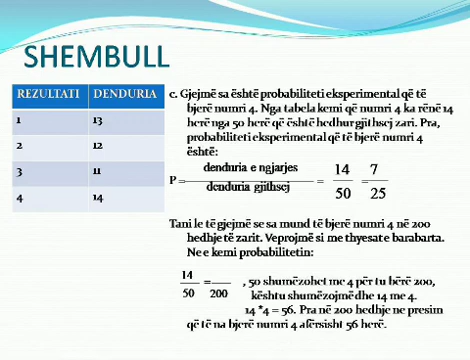 SHEMBULL
REZULTATI DENDURIA
1 13
2 12
3 11
4 14
c. Gjejmë sa është probabiliteti eksperimental që të
bjerë numri 4. Nga tabela kemi që numri 4 ka rënë 14
herë nga 50 herë që është hedhur gjithsej zari. Pra,
probabiliteti eksperimental që të bjerë numri 4
është:
denduria e ngjarjes 14 7
P = = =
denduria gjithsej 50 25
Tani le të gjejmë se sa mund të bjerë numri 4 në 200
hedhje të zarit. Veprojmë si me thyesat e barabarta.
Ne e kemi probabilitetin:
14
=— , 50 shumëzohet me 4 për tu bërë 200,
50 200 kështu shumëzojmë dhe 14 me 4.
14 *4 = 56. Pra në 200 hedhje ne presim
që të na bjerë numri 4 afërsisht 56 herë.